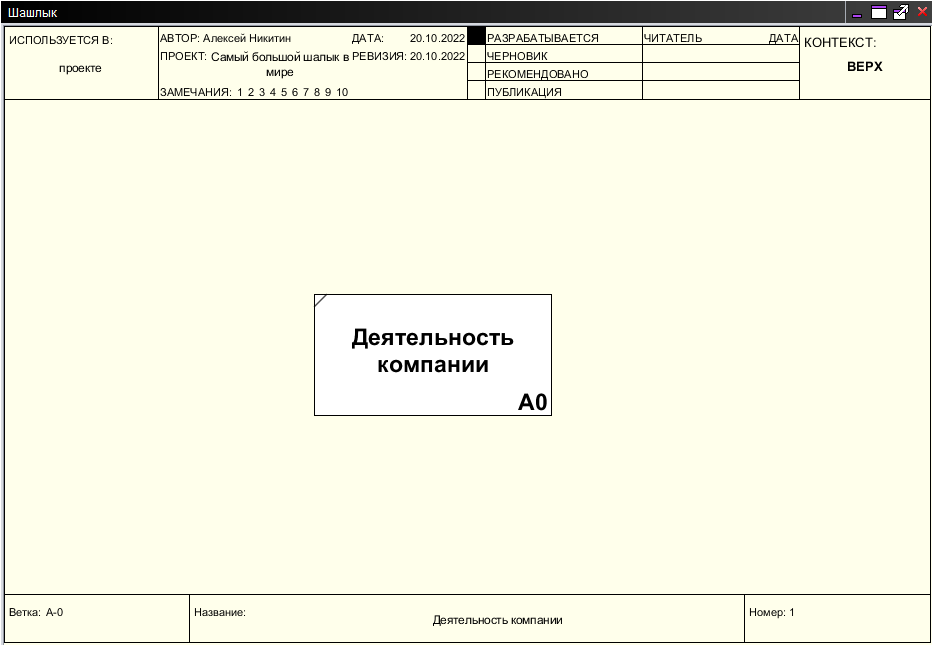 Шашлык
ИСПОЛЬЗУЕТСЯ В:
проекте
АВТОР: Алексей Никитин ДАТА: 20.10.2022
ПРОЕКТ: Самый большой шалык в мире РЕВИЗИЯ: 20.10.2022
ЗАМЕЧАНИЯ: 1 2 3 4 5 6 7 8 9 10
РАЗРАБАТЫВАЕТСЯ
ЧЕРНОВИК
РЕКОМЕНДОВАНО
ПУБЛИКАЦИЯ
ЧИТАТЕЛЬ ДАТА
КОНТЕКСТ:
ВЕРХ
Деятельность
компании
A0
Ветка: A-0
Название:
Деятельность компании
Номер: 1